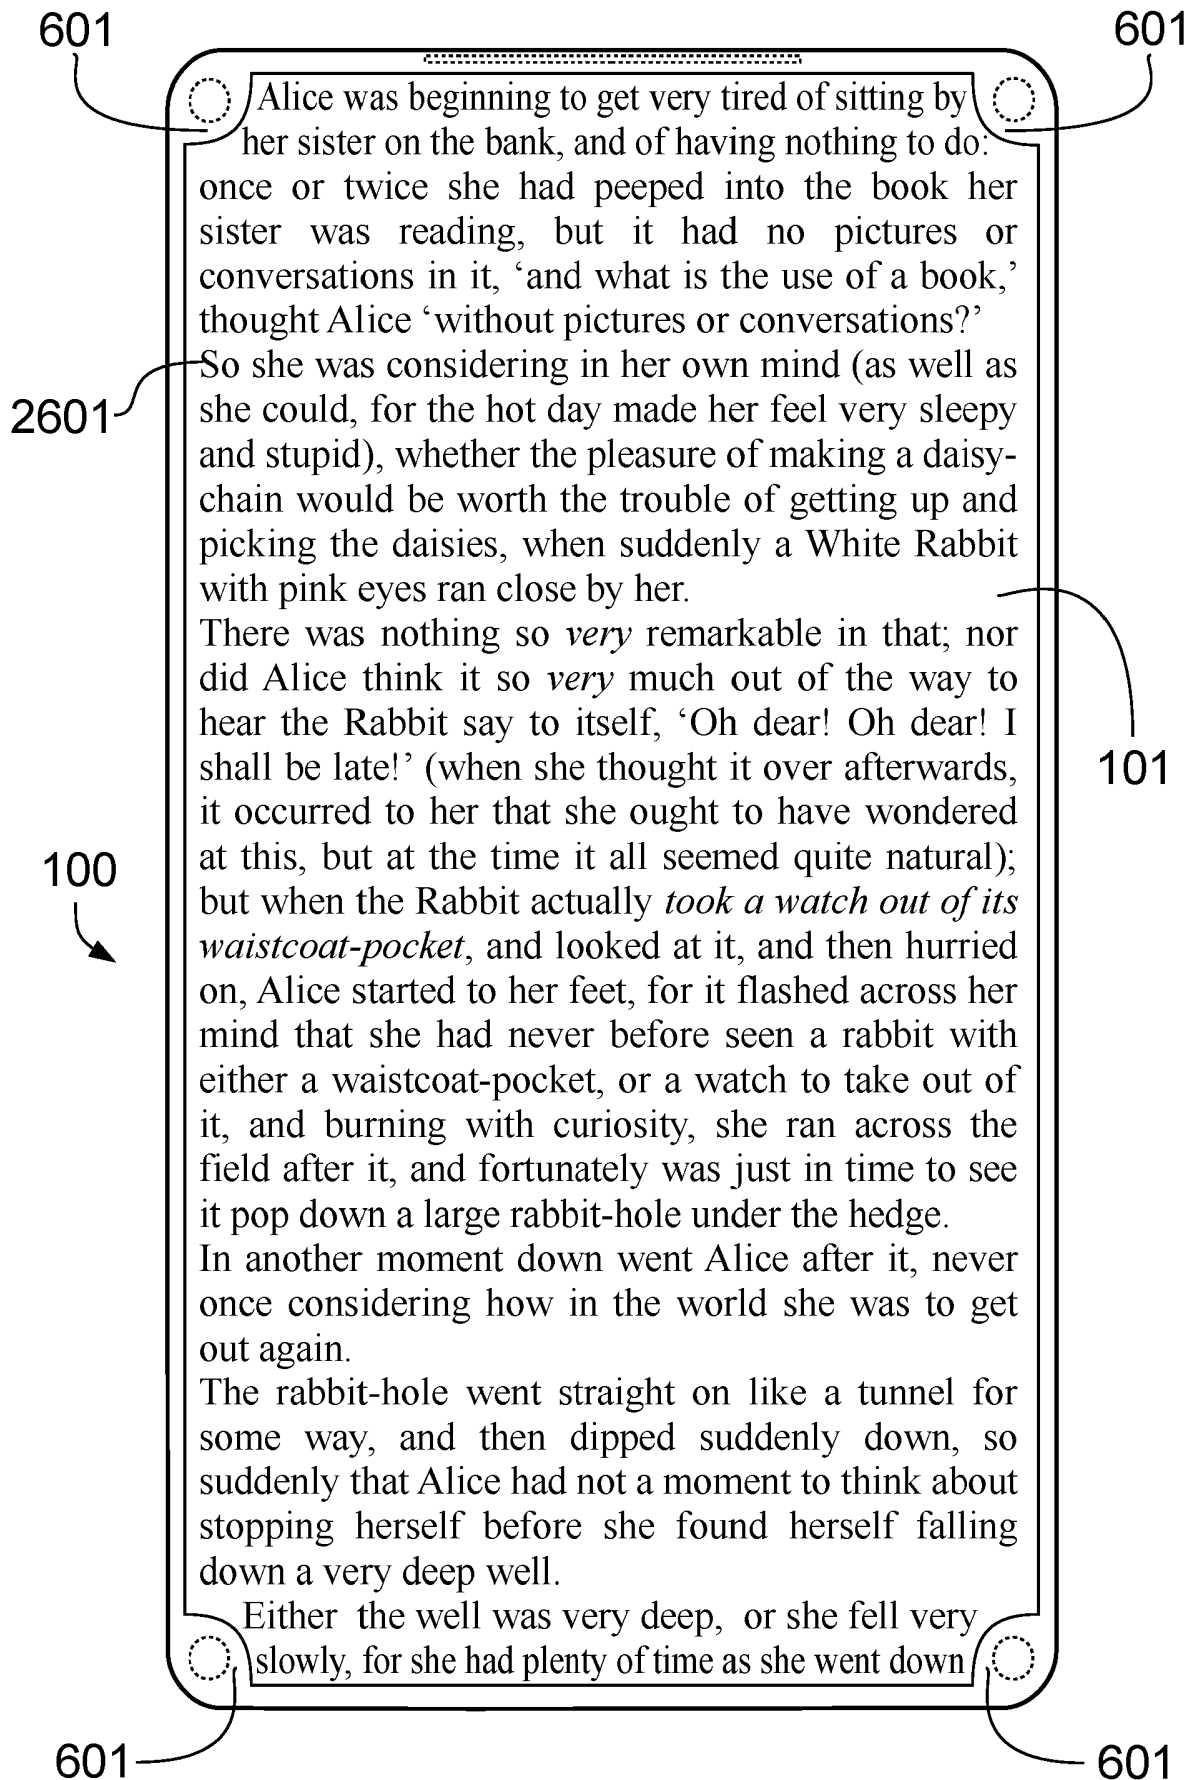 601
601
Alice was beginning to get very tired of sitting by
her sister on the bank, and of having nothing to do:
once or twice she had peeped into the book her
sister was reading, but it had no pictures or
conversations in it, ‘and what is the use of a book,’
thought Alice ‘without pictures or conversations?’
So she was considering in her own mind (as well as
2601
she could, for the hot day made her feel very sleepy
and stupid), whether the pleasure of making a daisy-
chain would be worth the trouble of getting up and
picking the daisies, when suddenly a White Rabbit
with pink eyes ran close by her.
There was nothing so very remarkable in that; nor
did Alice think it so very much out of the way to
hear the Rabbit say to itself, ‘Oh dear! Oh dear! I
shall be late!’ (when she thought it over afterwards,
101
it occurred to her that she ought to have wondered
at this, but at the time it all seemed quite natural);
100
but when the Rabbit actually took a watch out of its
waistcoat-pocket, and looked at it, and then hurried
on, Alice started to her feet, for it flashed across her
mind that she had never before seen a rabbit with
either a waistcoat-pocket, or a watch to take out of
it, and burning with curiosity, she ran across the
field after it, and fortunately was just in time to see
it pop down a large rabbit-hole under the hedge.
In another moment down went Alice after it, never
once considering how in the world she was to get
out again.
The rabbit-hole went straight on like a tunnel for
some way, and then dipped suddenly down, so
suddenly that Alice had not a moment to think about
stopping herself before she found herself falling
down a very deep well.
Either the well was very deep, or she fell very
slowly, for she had plenty of time as she went down
601
601